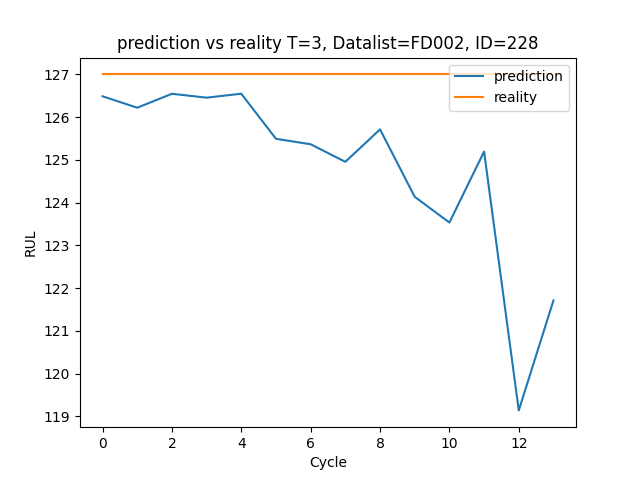 prediction vs reality T=3, Datalist=FD002, ID=228
prediction
reality
RUL
127
126
125
124
123
122
121
120
119
0 2 4 6 8 10 12
Cycle